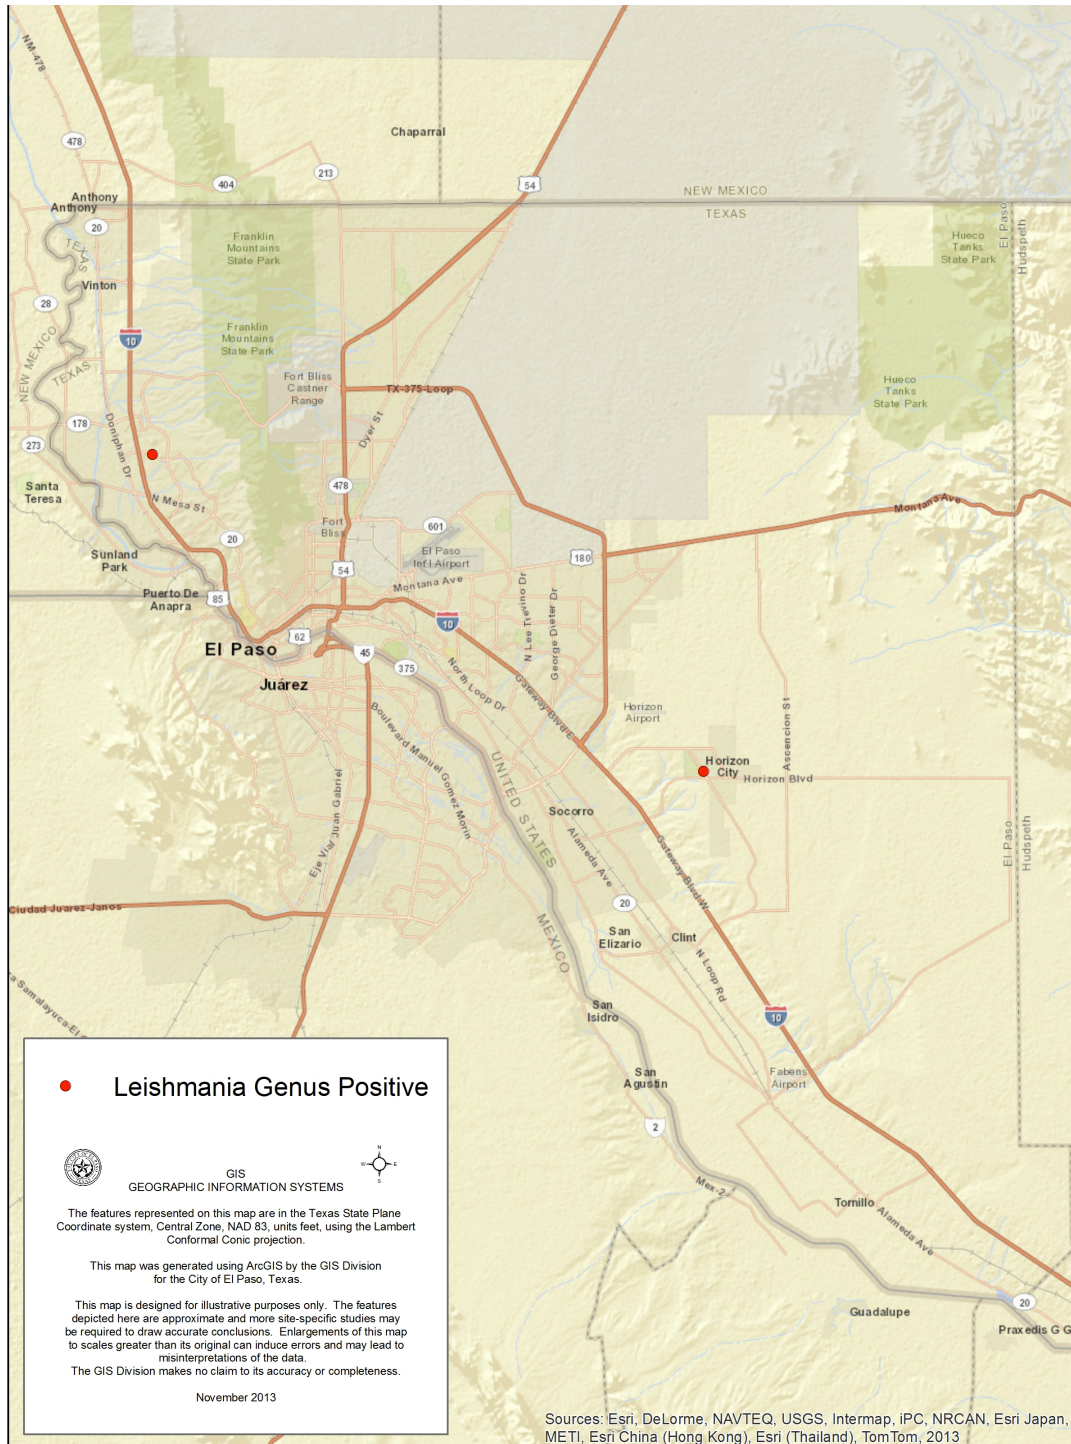 NM-478
478
Chaparral
404
213
54
Anthony
Anthony
NEW MEXICO
TEXAS
20
TEXAS
Franklin
Mountains
State Park
Hueco
Tanks
State Park
El Paso
Hudspeth
Vinton
28
10
NEW MEXICO
TEXAS
Franklin
Mountains
State Park
Fort Bliss
Castner
Range
TX-375-Loop
Hueco
Tanks
State Park
178
273
Doniphan Dr
Dyer St
Santa
Teresa
N Mesa St
478
Montana Ave
20
Fort
Bliss
601
El Paso
Int'l Airport
180
Sunland
Park
54
Montana Ave
Puerto De
Anapra
85
N Lee Trevino Dr
George Dieter Dr
10
62
El Paso
45
375
Juárez
North Loop Dr
Gateway Blvd E
Horizon
Airport
Ascencion St
Boulevard Manuel Gomez Morin
Horizon
City
Horizon Blvd
UNITED STATES
Eje Vial Juan Gabriel
Socorro
Alameda Ave
Gateway Blvd W
El Paso
Hudspeth
Ciudad Juarez-Janos
20
MEXICO
San
Elizario
Clint
N Loop Rd
San
Isidro
10
San
Agustin
Fabens
Airport
2
Mex-2
Tornillo
Alameda Ave
Guadalupe
20
Praxedis G G
Leishmania Genus Positive
N
W
E
S
GIS
GEOGRAPHIC INFORMATION SYSTEMS
The features represented on this map are in the Texas State Plane
Coordinate system, Central Zone, NAD 83, units feet, using the Lambert
Conformal Conic projection.
This map was generated using ArcGIS by the GIS Division
for the City of El Paso, Texas.
This map is designed for illustrative purposes only. The features
depicted here are approximate and more site-specific studies may
be required to draw accurate conclusions. Enlargements of this map
to scales greater than its original can induce errors and may lead to
misinterpretations of the data.
The GIS Division makes no claim to its accuracy or completeness.
November 2013
Sources: Esri, DeLorme, NAVTEQ, USGS, Intermap, iPC, NRCAN, Esri Japan,
METI, Esri China (Hong Kong), Esri (Thailand), TomTom, 2013